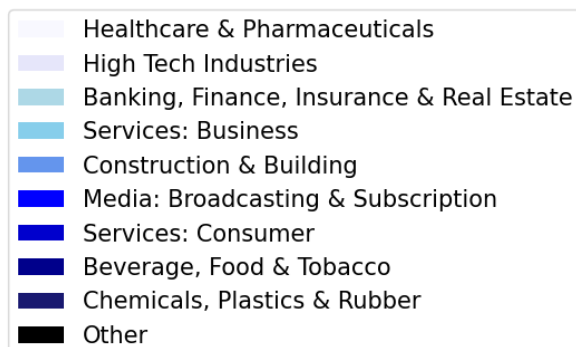 Healthcare & Pharmaceuticals
High Tech Industries
Banking, Finance, Insurance & Real Estate
Services: Business
Construction & Building
Media: Broadcasting & Subscription
Services: Consumer
Beverage, Food & Tobacco
Chemicals, Plastics & Rubber
Other